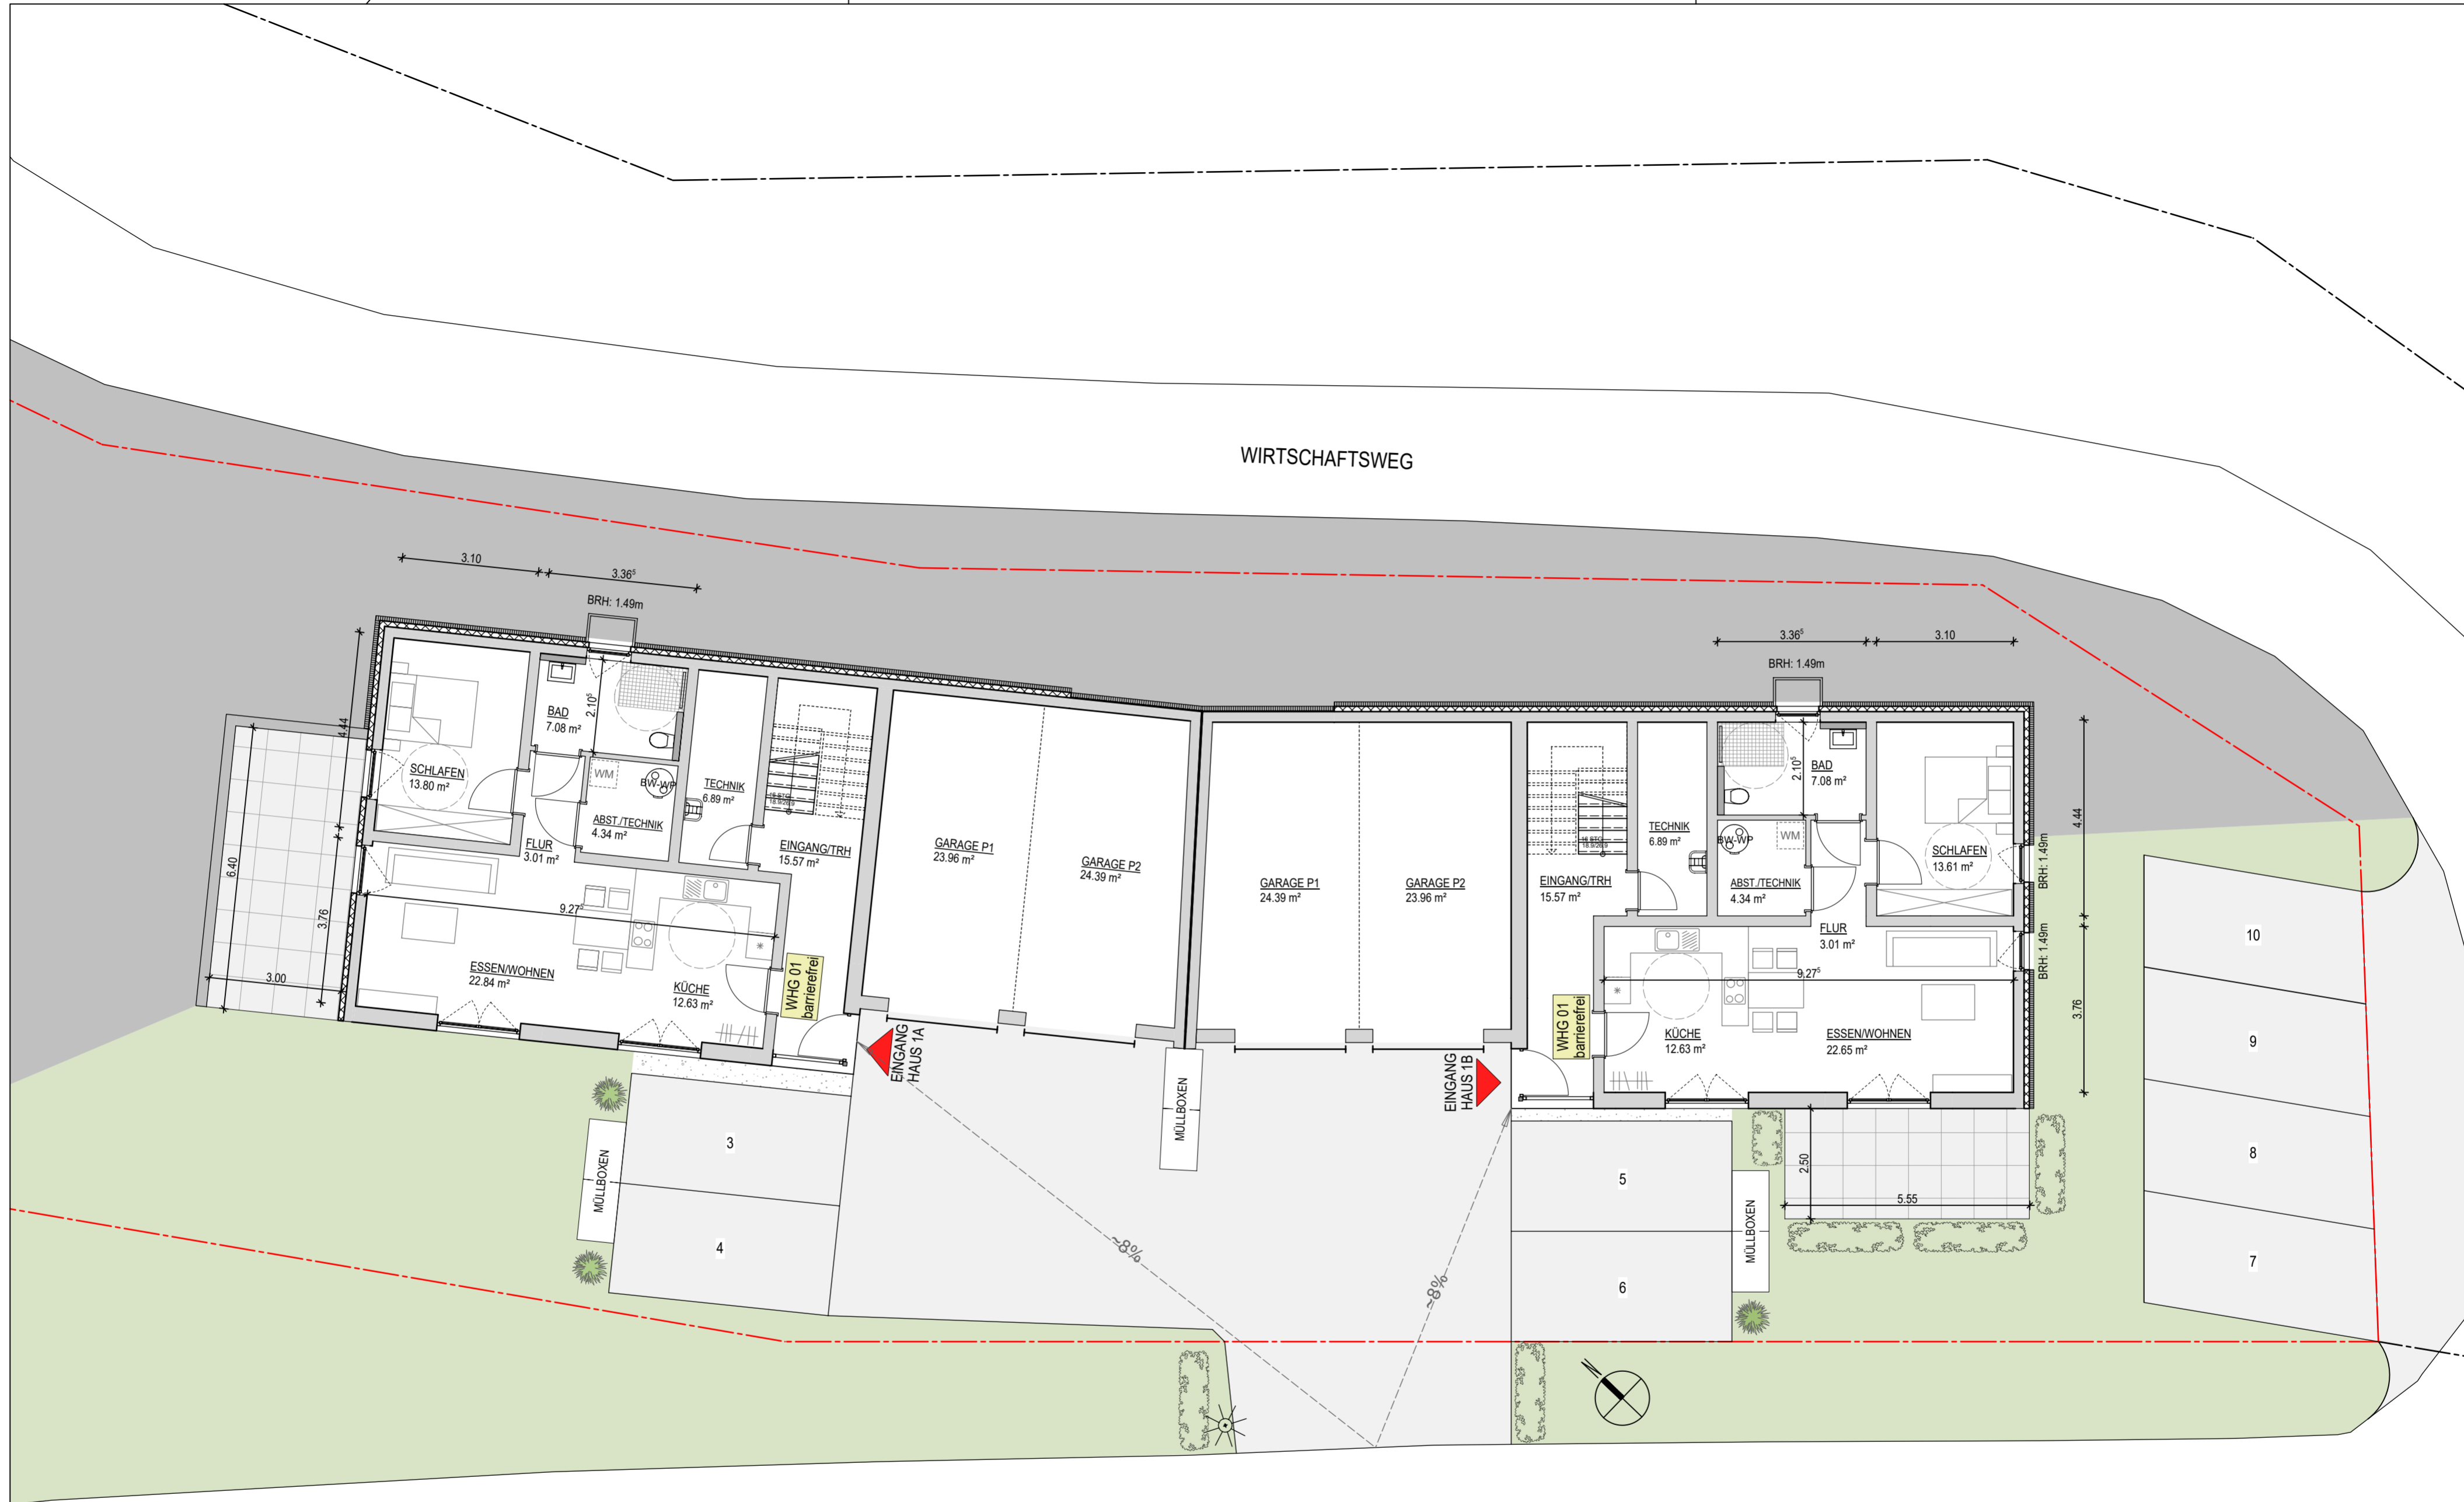 WIRTSCHAFTSWEG
3.10
3.36⁵
BRH: 1.49m
4.44
6.40
3.76
3.00
SCHLAFEN
13.80 m²
BAD
7.08 m²
2.10⁵
WM
BW-WP
ABST./TECHNIK
4.34 m²
FLUR
3.01 m²
TECHNIK
6.89 m²
EINGANG/TRH
15.57 m²
9.27⁵
ESSEN/WOHNEN
22.84 m²
KÜCHE
12.63 m²
WHG 01
barrierefrei
EINGANG
HAUS 1A
GARAGE P1
23.96 m²
GARAGE P2
24.39 m²
MÜLLBOXEN
3
4
MÜLLBOXEN
~8%
~8%
GARAGE P1
24.39 m²
GARAGE P2
23.96 m²
EINGANG
HAUS 1B
WHG 01
barrierefrei
EINGANG/TRH
15.57 m²
TECHNIK
6.89 m²
3.36⁵
3.10
BRH: 1.49m
2.10⁵
BAD
7.08 m²
BW-WP
WM
ABST./TECHNIK
4.34 m²
SCHLAFEN
13.61 m²
FLUR
3.01 m²
9.27⁵
KÜCHE
12.63 m²
ESSEN/WOHNEN
22.65 m²
BRH: 1.49m
BRH: 1.49m
4.44
3.76
2.50
5.55
5
6
MÜLLBOXEN
10
9
8
7